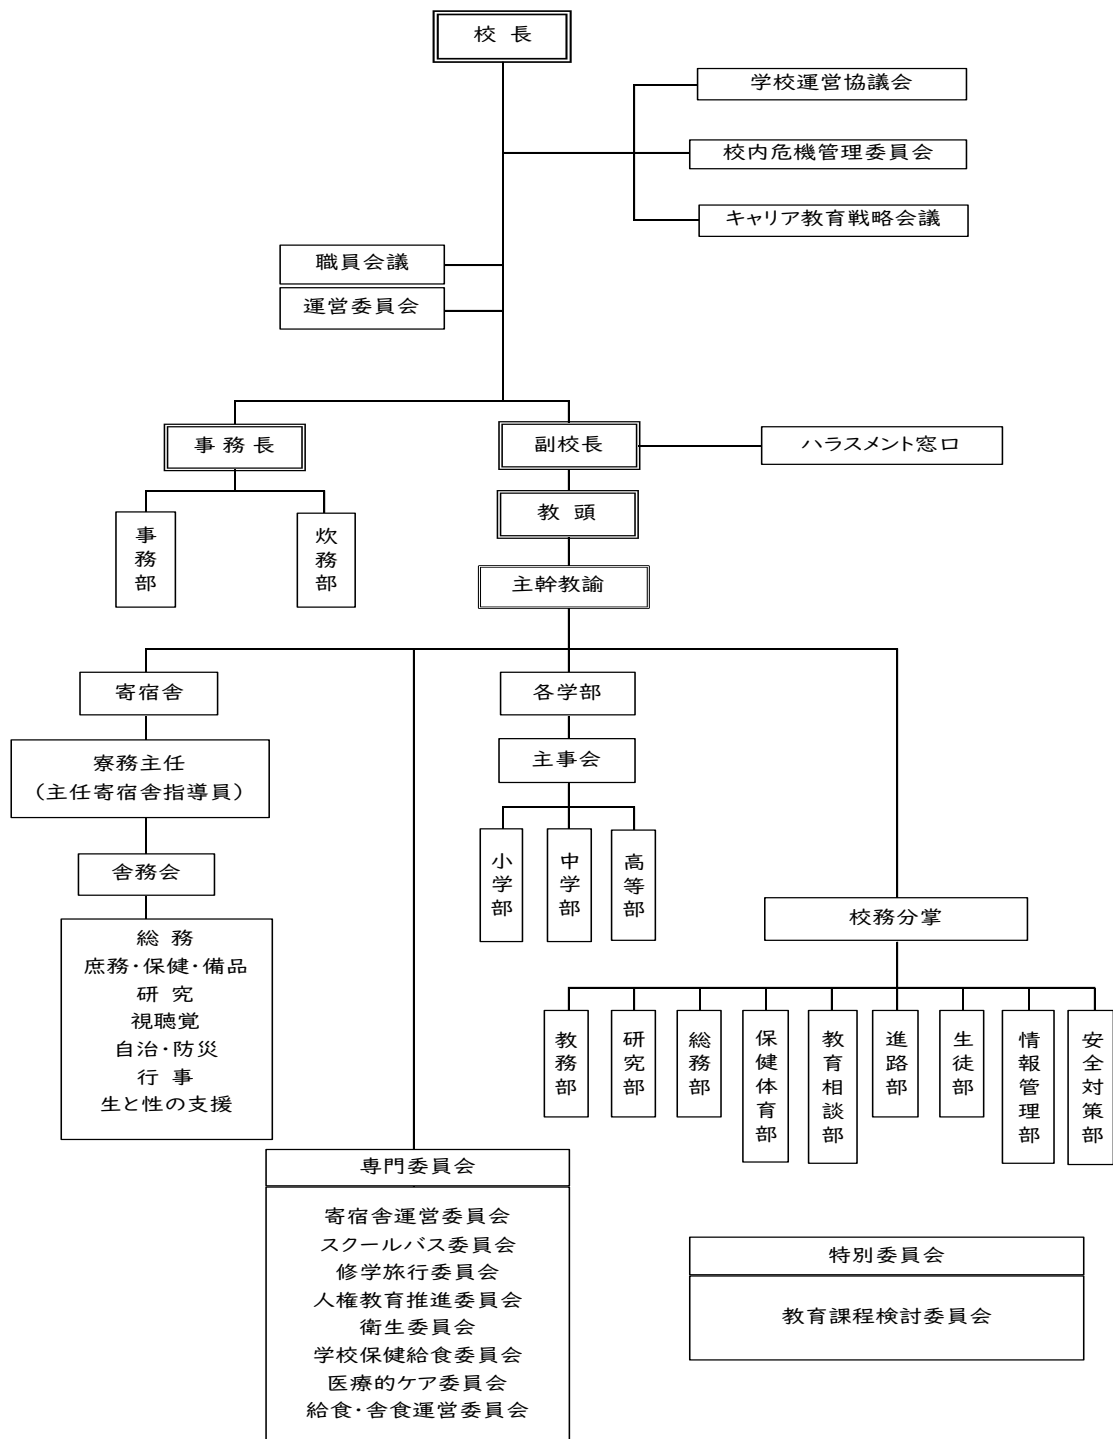 校長
学校運営協議会
校内危機管理委員会
キャリア教育戦略会議
職員会議
運営委員会
事務長
副校長
ハラスメント窓口
教頭
事務部
炊務部
主幹教諭
寄宿舎
各学部
寮務主任
(主任寄宿舎指導員)
主事会
舎務会
小学部
中学部
高等部
校務分掌
総務
庶務・保健・備品
研究
視聴覚
自治・防災
行事
生と性の支援
教務部
研究部
総務部
保健体育部
教育相談部
進路部
生徒部
情報管理部
安全対策部
専門委員会
寄宿舎運営委員会
スクールバス委員会
修学旅行委員会
人権教育推進委員会
衛生委員会
学校保健給食委員会
医療的ケア委員会
給食・舎食運営委員会
特別委員会
教育課程検討委員会